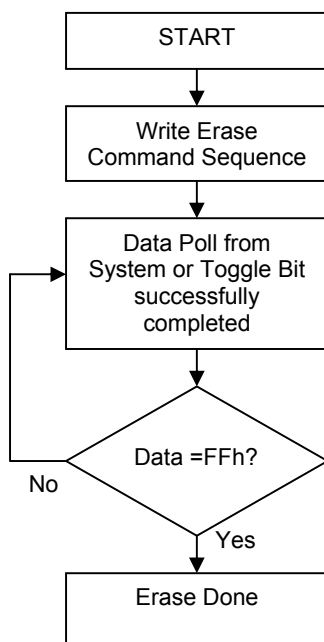 START
Write Erase
Command Sequence
Data Poll from
System or Toggle Bit
successfully
completed
Data =FFh?
No
Yes
Erase Done